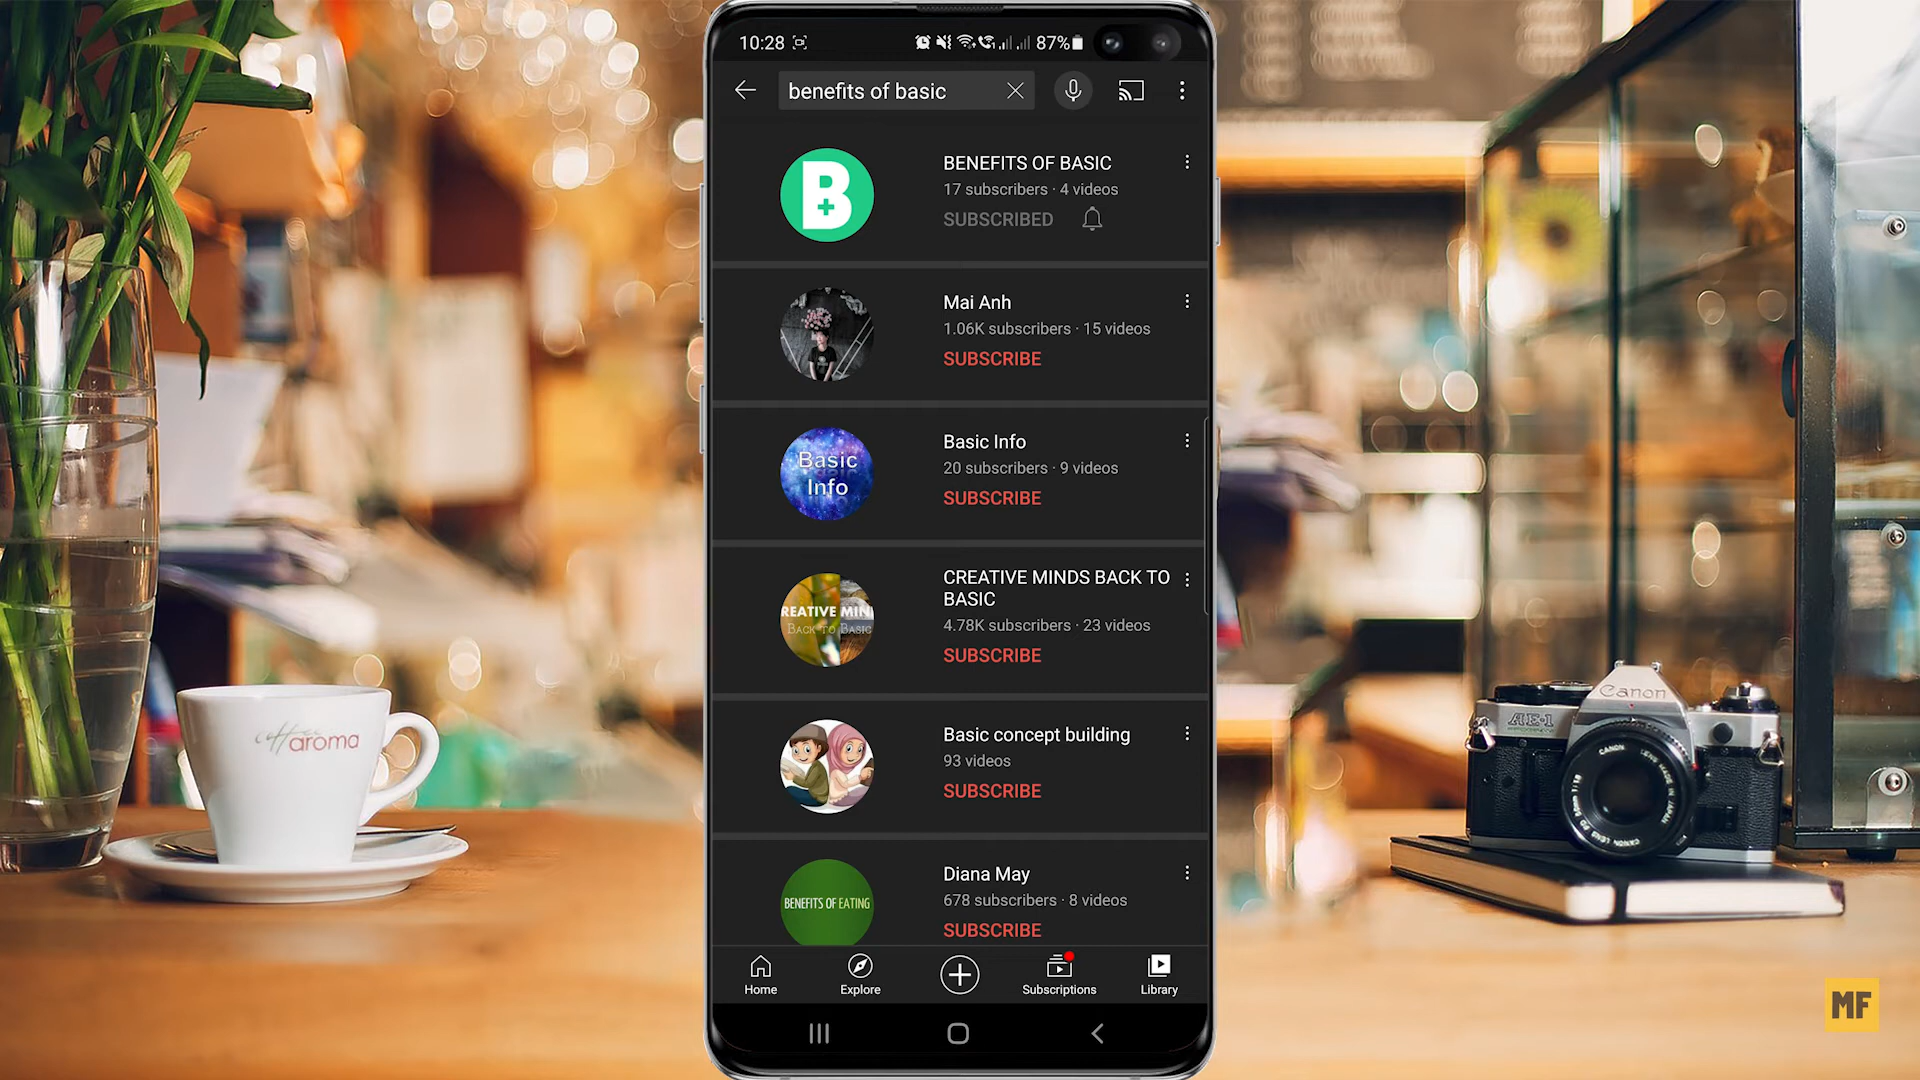 10:28
87%
benefits of basic
B
BENEFITS OF BASIC
17 subscribers · 4 videos
SUBSCRIBED
Mai Anh
1.06K subscribers · 15 videos
SUBSCRIBE
Basic
Info
Basic Info
20 subscribers · 9 videos
SUBSCRIBE
REATIVE MIN
BACK TO BASIC
CREATIVE MINDS BACK TO
BASIC
4.78K subscribers · 23 videos
SUBSCRIBE
Basic concept building
93 videos
SUBSCRIBE
BENEFITS OF EATING
Diana May
678 subscribers · 8 videos
SUBSCRIBE
Home
Explore
Subscriptions
Library
aroma
Canon
AE-1
MF